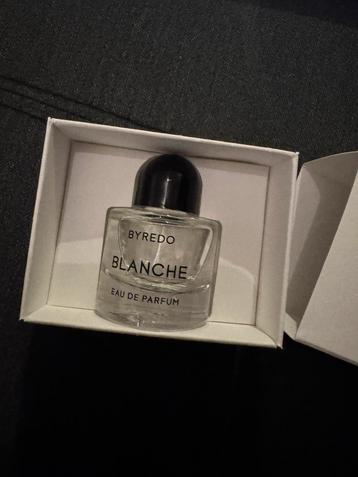 BYREDO
BLANCHE
EAU DE PARFUM